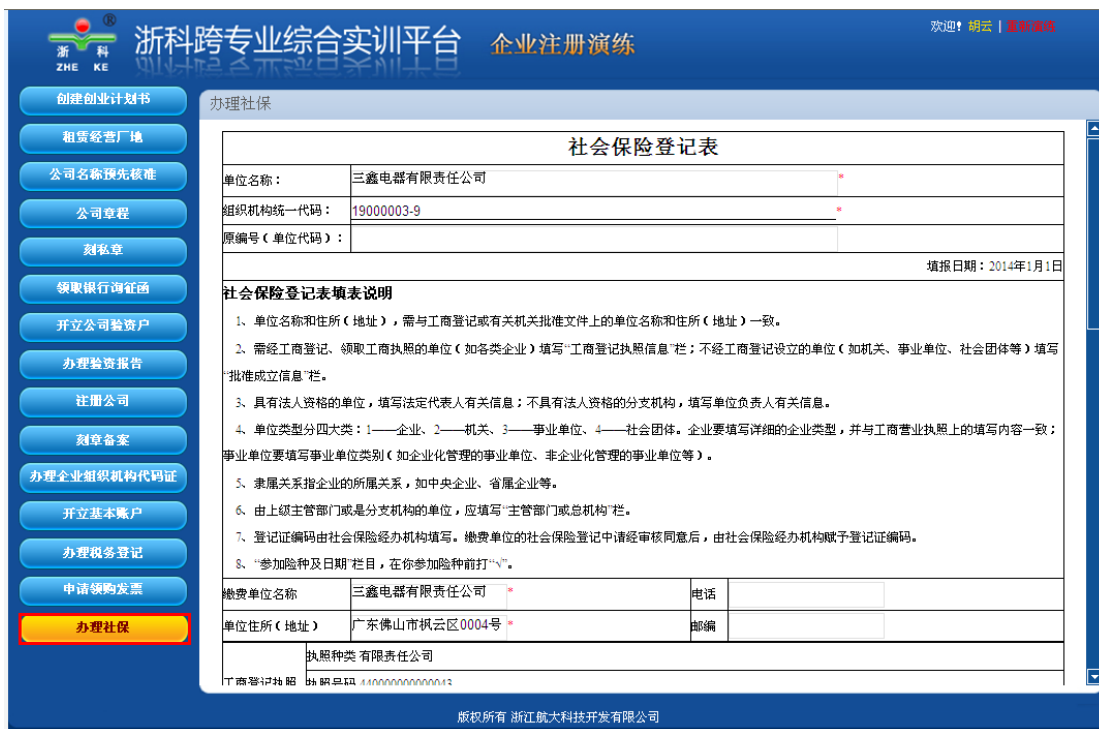 浙 科
ZHE KE
®
浙科跨专业综合实训平台 企业注册演练
欢迎! 胡云 | 重新演练
创建创业计划书
租赁经营厂地
公司名称预先核准
公司章程
刻私章
领取银行询征函
开立公司验资户
办理验资报告
注册公司
刻章备案
办理企业组织机构代码证
开立基本账户
办理税务登记
申请领购发票
办理社保
办理社保
社会保险登记表
单位名称： 三鑫电器有限责任公司 *
组织机构统一代码： 19000003-9 *
原编号（单位代码）：
填报日期：2014年1月1日
社会保险登记表填表说明
1、单位名称和住所（地址），需与工商登记或有关机关批准文件上的单位名称和住所（地址）一致。
2、需经工商登记、领取工商执照的单位（如各类企业）填写“工商登记执照信息”栏；不经工商登记设立的单位（如机关、事业单位、社会团体等）填写
“批准成立信息”栏。
3、具有法人资格的单位，填写法定代表人有关信息；不具有法人资格的分支机构，填写单位负责人有关信息。
4、单位类型分四大类：1——企业、2——机关、3——事业单位、4——社会团体。企业要填写详细的企业类型，并与工商营业执照上的填写内容一致；
事业单位要填写事业单位类别（如企业化管理的事业单位、非企业化管理的事业单位等）。
5、隶属关系指企业的所属关系，如中央企业、省属企业等。
6、由上级主管部门或是分支机构的单位，应填写“主管部门或总机构”栏。
7、登记证编码由社会保险经办机构填写。缴费单位的社会保险登记申请经审核同意后，由社会保险经办机构赋予登记证编码。
8、“参加险种及日期”栏目，在你参加险种前打“√”。
缴费单位名称 三鑫电器有限责任公司 * 电话
单位住所（地址） 广东佛山市枫云区0004号 * 邮编
执照种类 有限责任公司
工商登记执照 执照号码 440000000000043
版权所有 浙江航大科技开发有限公司